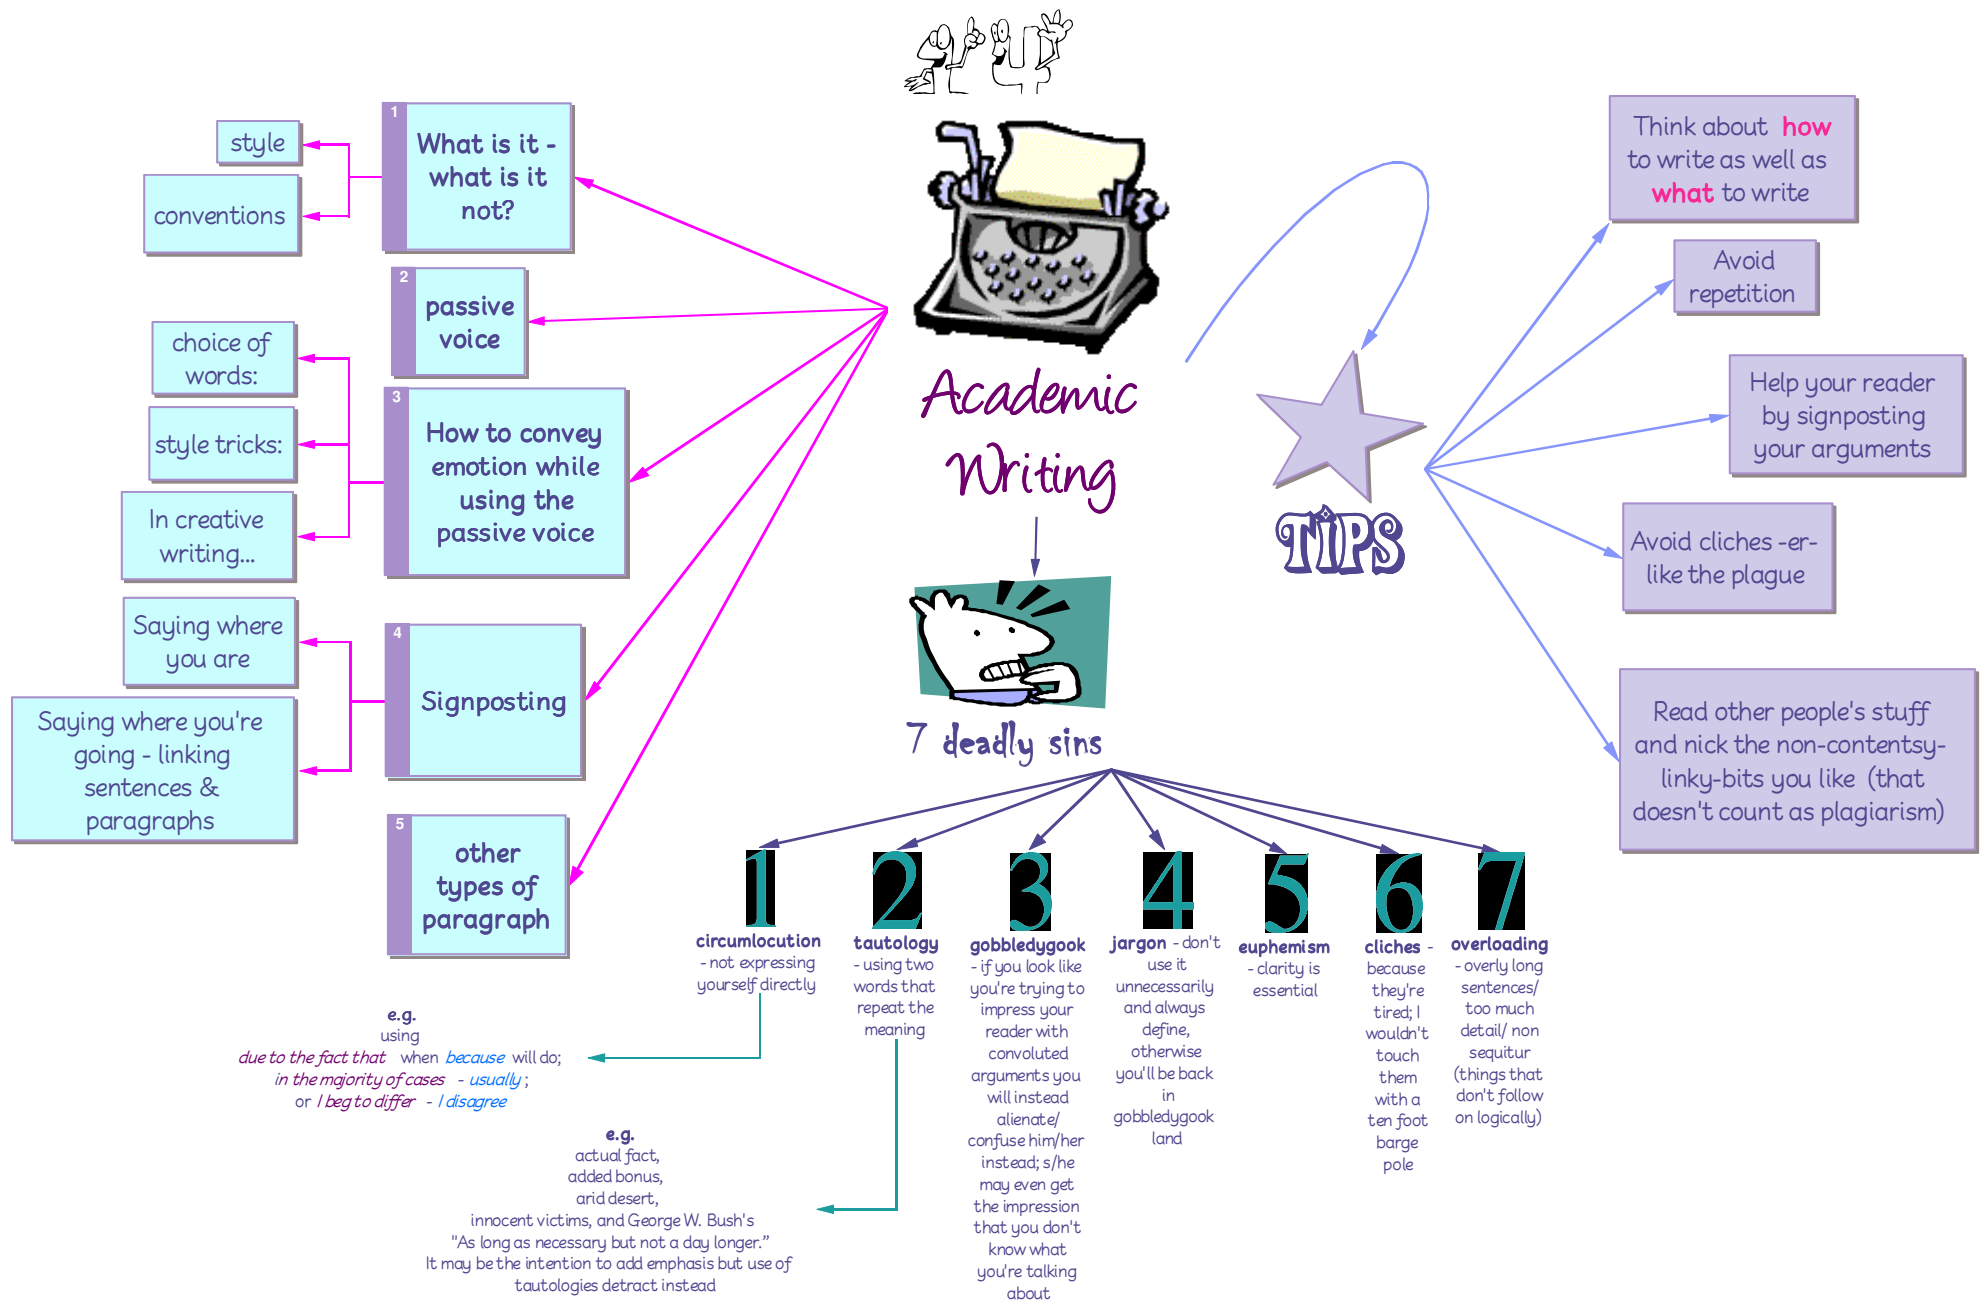 Academic
Writing
1
What is it -
what is it
not?
style
conventions
2
passive
voice
3
How to convey
emotion while
using the
passive voice
choice of
words:
style tricks:
In creative
writing...
4
Signposting
Saying where
you are
Saying where you're
going - linking
sentences &
paragraphs
5
other
types of
paragraph
TIPS
Think about how
to write as well as
what to write
Avoid
repetition
Help your reader
by signposting
your arguments
Avoid cliches -er-
like the plague
Read other people's stuff
and nick the non-contentsy-
linky-bits you like (that
doesn't count as plagiarism)
7 deadly sins
1
circumlocution
- not expressing
yourself directly
e.g.
using
due to the fact that when because will do;
in the majority of cases - usually ;
or I beg to differ - I disagree
2
tautology
- using two
words that
repeat the
meaning
e.g.
actual fact,
added bonus,
arid desert,
innocent victims, and George W. Bush's
"As long as necessary but not a day longer.”
It may be the intention to add emphasis but use of
tautologies detract instead
3
gobbledygook
- if you look like
you're trying to
impress your
reader with
convoluted
arguments you
will instead
alienate/
confuse him/her
instead; s/he
may even get
the impression
that you don't
know what
you're talking
about
4
jargon - don't
use it
unnecessarily
and always
define,
otherwise
you'll be back
in
gobbledygook
land
5
euphemism
- clarity is
essential
6
cliches -
because
they're
tired; I
wouldn't
touch
them
with a
ten foot
barge
pole
7
overloading
- overly long
sentences/
too much
detail/ non
sequitur
(things that
don't follow
on logically)